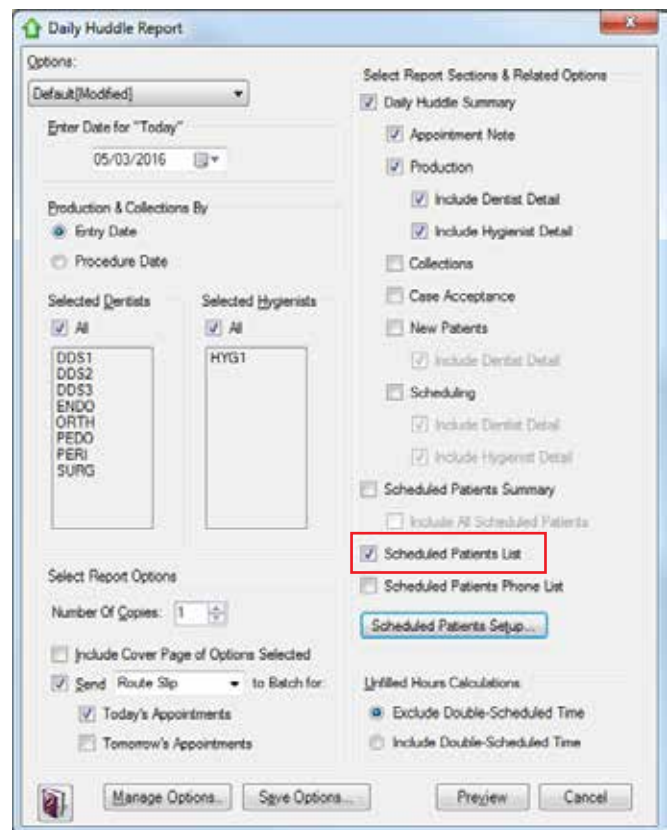 Daily Huddle Report
Options:
Default[Modified]
Enter Date for "Today"
05/03/2016
Production & Collections By
Entry Date
Procedure Date
Selected Dentists
All
DDS1
DDS2
DDS3
ENDO
ORTH
PEDO
PERI
SURG
Selected Hygienists
All
HYG1
Select Report Options
Number Of Copies: 1
Include Cover Page of Options Selected
Send Route Slip to Batch for:
Today's Appointments
Tomorrow's Appointments
Select Report Sections & Related Options
Daily Huddle Summary
Appointment Note
Production
Include Dentist Detail
Include Hygienist Detail
Collections
Case Acceptance
New Patients
Include Dentist Detail
Scheduling
Include Dentist Detail
Include Hygienist Detail
Scheduled Patients Summary
Include All Scheduled Patients
Scheduled Patients List
Scheduled Patients Phone List
Scheduled Patients Setup...
Unfilled Hours Calculations
Exclude Double-Scheduled Time
Include Double-Scheduled Time
Manage Options...
Save Options...
Preview
Cancel